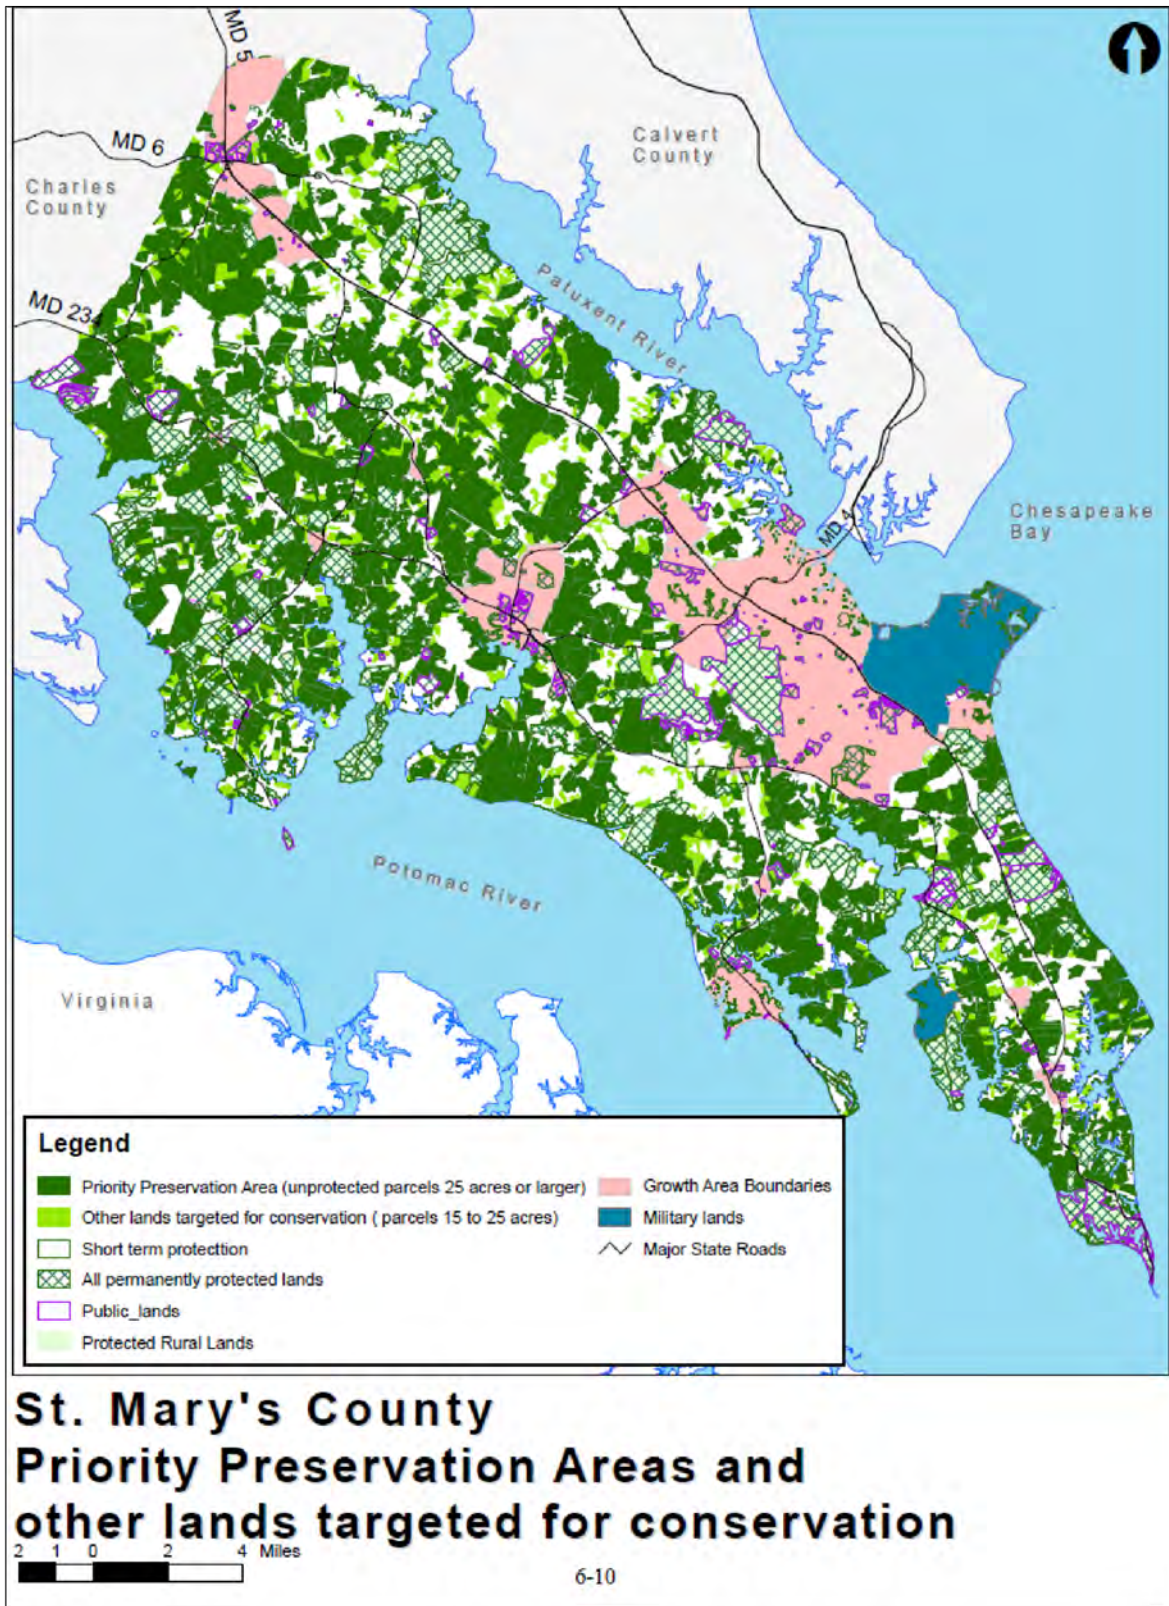 MD 5
MD 6
Calvert
County
Charles
County
Patuxent River
MD 234
Chesapeake
Bay
MD 4
Potomac River
Virginia
Legend
Priority Preservation Area (unprotected parcels 25 acres or larger)
Other lands targeted for conservation ( parcels 15 to 25 acres)
Short term protecttion
All permanently protected lands
Public_lands
Protected Rural Lands
Growth Area Boundaries
Military lands
Major State Roads
St. Mary's County
Priority Preservation Areas and
other lands targeted for conservation
2 1 0 2 4 Miles
6-10